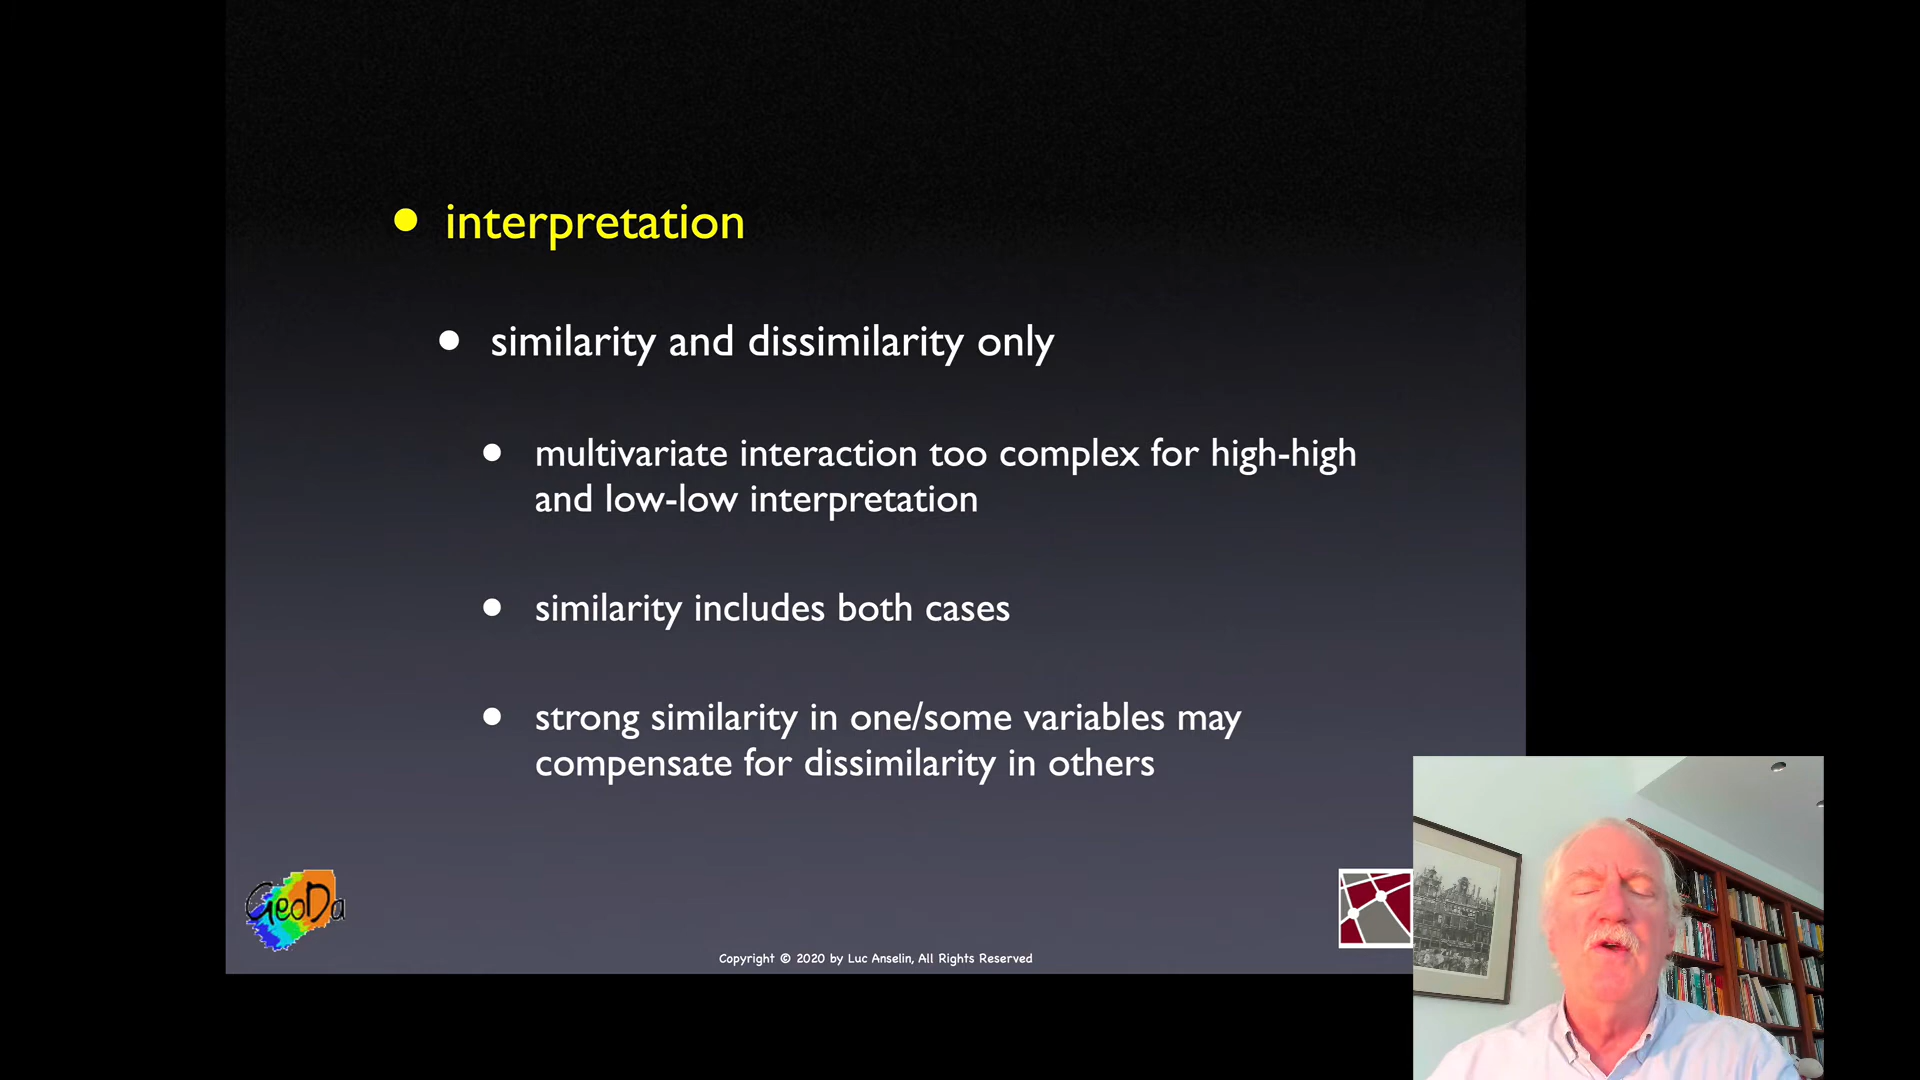 interpretation
similarity and dissimilarity only
multivariate interaction too complex for high-high
and low-low interpretation
similarity includes both cases
strong similarity in one/some variables may
compensate for dissimilarity in others
GeoDa
Copyright © 2020 by Luc Anselin, All Rights Reserved